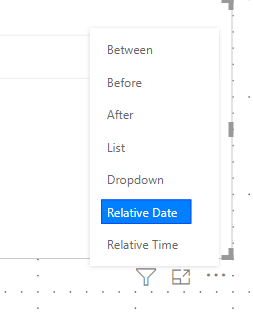 Between
Before
After
List
Dropdown
Relative Date
Relative Time